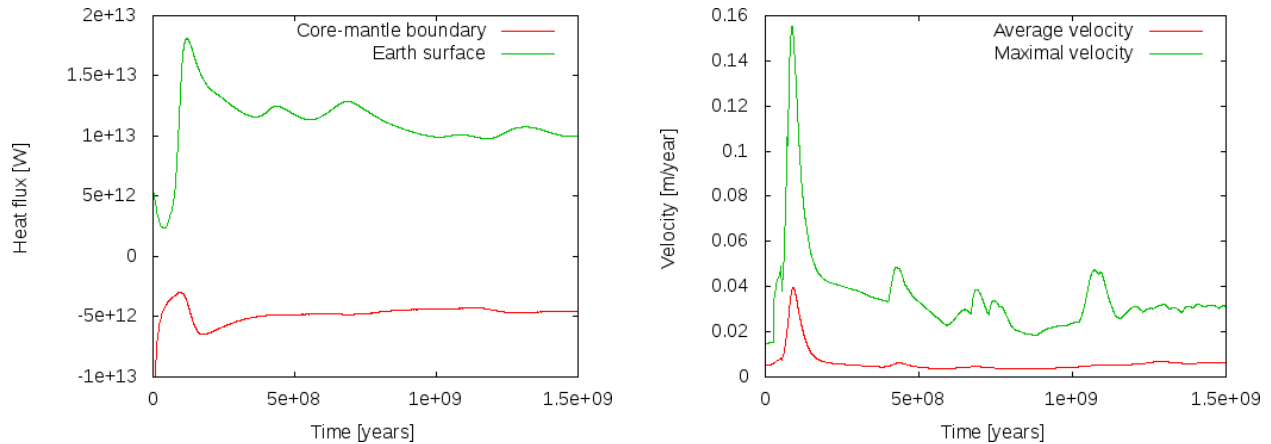 Heat flux [W]
2e+13
1.5e+13
1e+13
5e+12
0
-5e+12
-1e+13
Core-mantle boundary
Earth surface
0
5e+08
1e+09
1.5e+09
Time [years]
Velocity [m/year]
0.16
0.14
0.12
0.1
0.08
0.06
0.04
0.02
0
Average velocity
Maximal velocity
0
5e+08
1e+09
1.5e+09
Time [years]